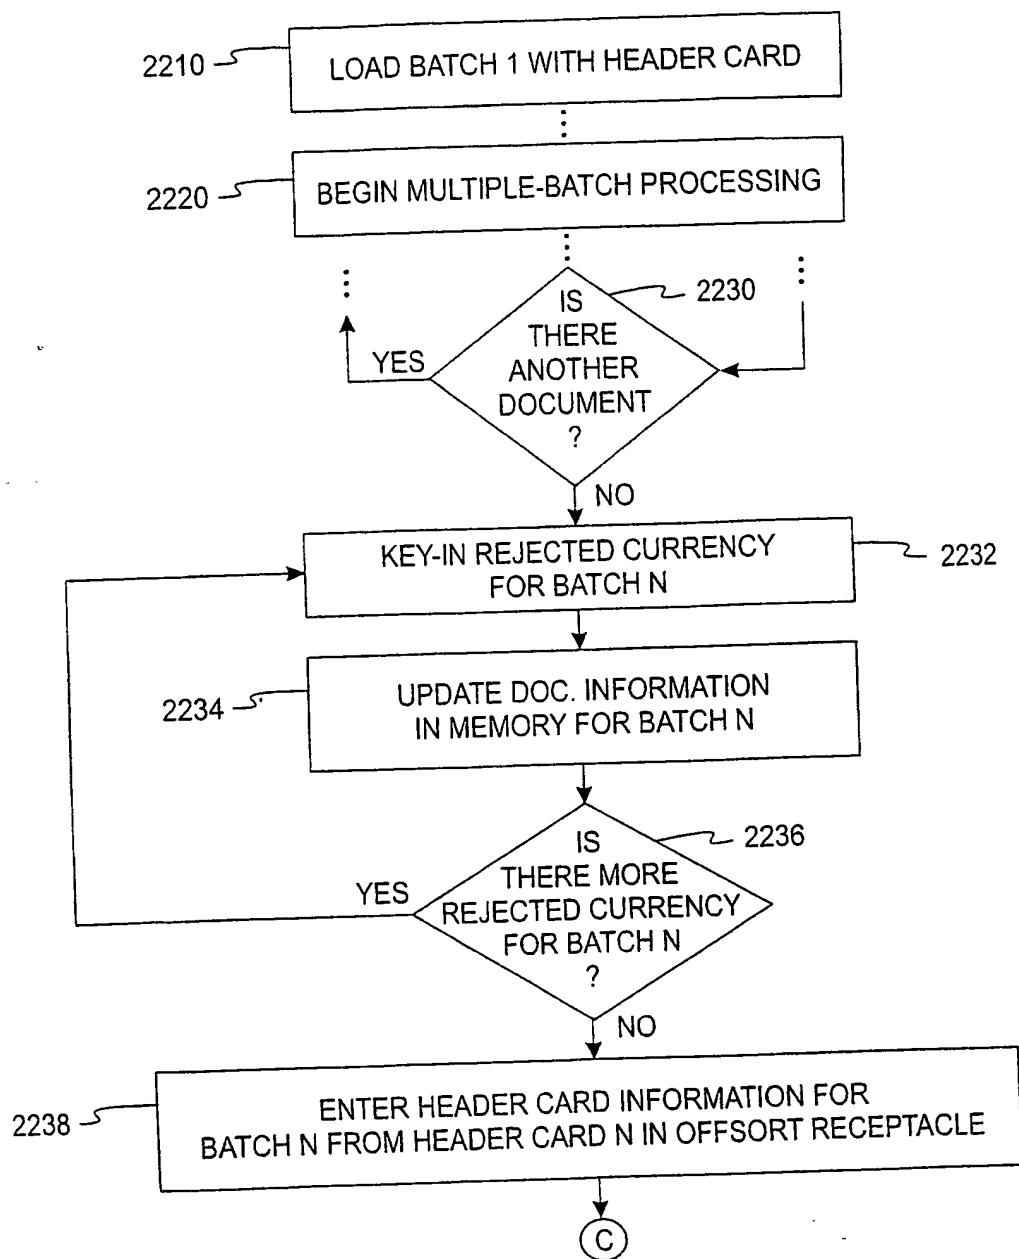 2210
LOAD BATCH 1 WITH HEADER CARD
2220
BEGIN MULTIPLE-BATCH PROCESSING
2230
IS
THERE
ANOTHER
DOCUMENT
?
YES
NO
KEY-IN REJECTED CURRENCY
FOR BATCH N
2232
2234
UPDATE DOC. INFORMATION
IN MEMORY FOR BATCH N
2236
IS
THERE MORE
REJECTED CURRENCY
FOR BATCH N
?
YES
NO
2238
ENTER HEADER CARD INFORMATION FOR
BATCH N FROM HEADER CARD N IN OFFSORT RECEPTACLE
C